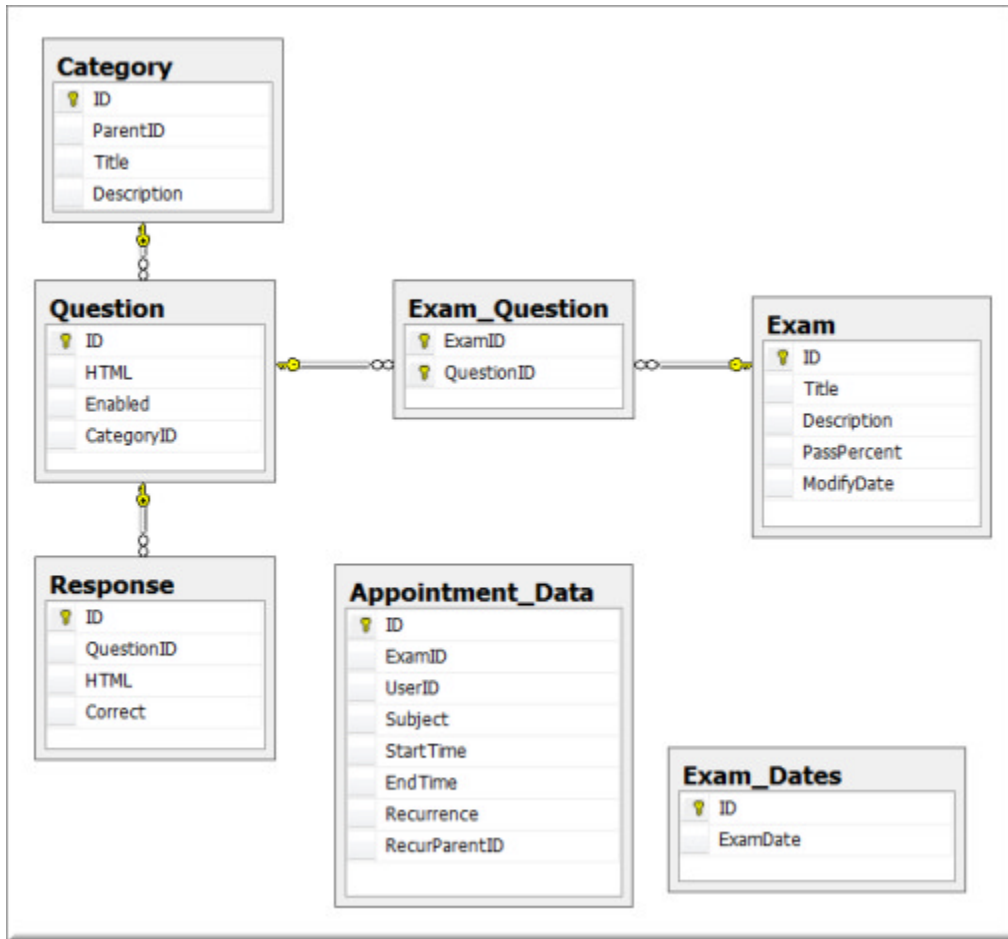 Category
ID
ParentID
Title
Description
Question
ID
HTML
Enabled
CategoryID
Exam_Question
ExamID
QuestionID
Exam
ID
Title
Description
PassPercent
ModifyDate
Response
ID
QuestionID
HTML
Correct
Appointment_Data
ID
ExamID
UserID
Subject
StartTime
EndTime
Recurrence
RecurParentID
Exam_Dates
ID
ExamDate